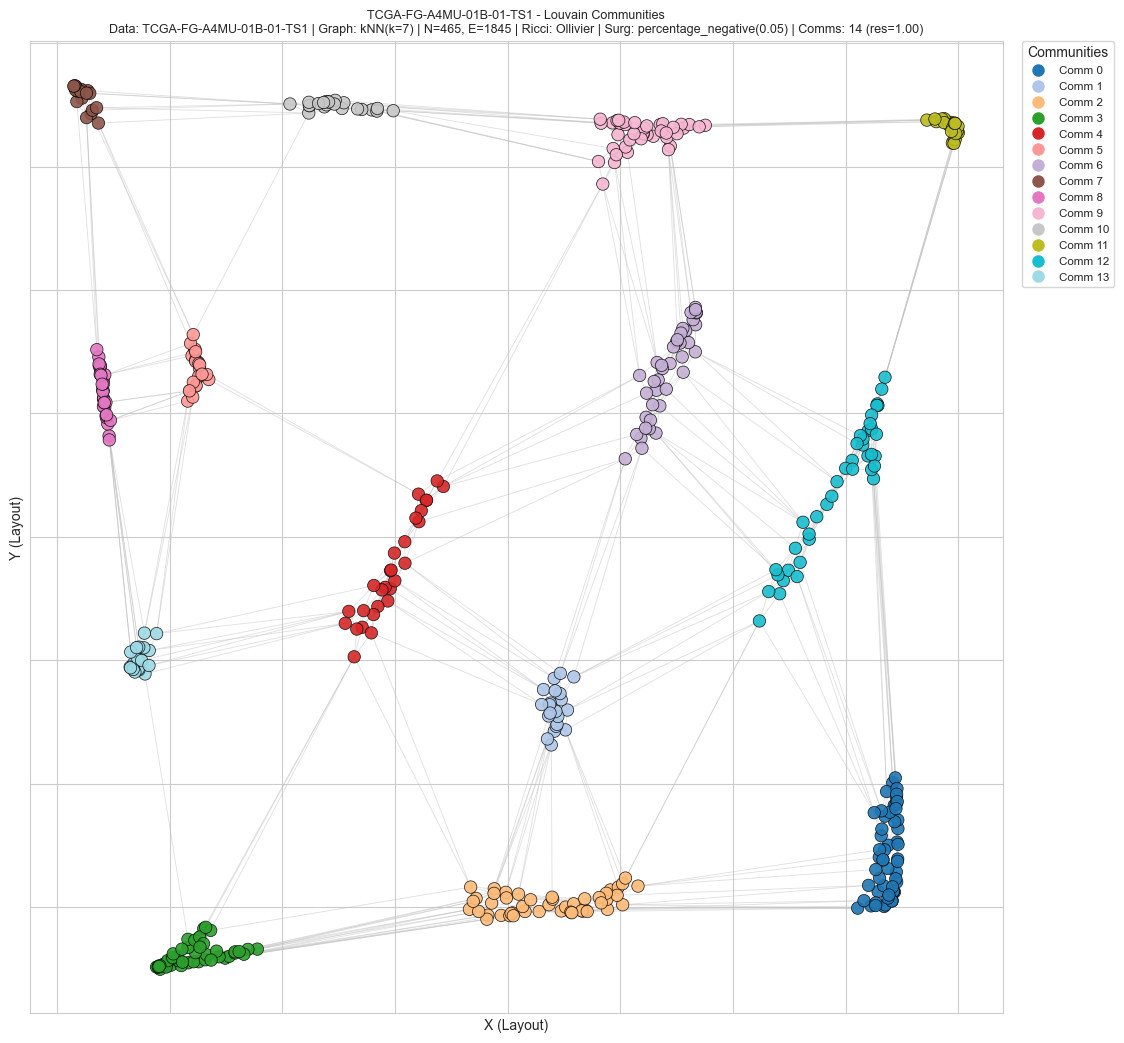 TCGA-FG-A4MU-01B-01-TS1 - Louvain Communities
Data: TCGA-FG-A4MU-01B-01-TS1 | Graph: kNN(k=7) | N=465, E=1845 | Ricci: Ollivier | Surg: percentage_negative(0.05) | Comms: 14 (res=1.00)
Communities
Comm 0
Comm 1
Comm 2
Comm 3
Comm 4
Comm 5
Comm 6
Comm 7
Comm 8
Comm 9
Comm 10
Comm 11
Comm 12
Comm 13
Y (Layout)
X (Layout)